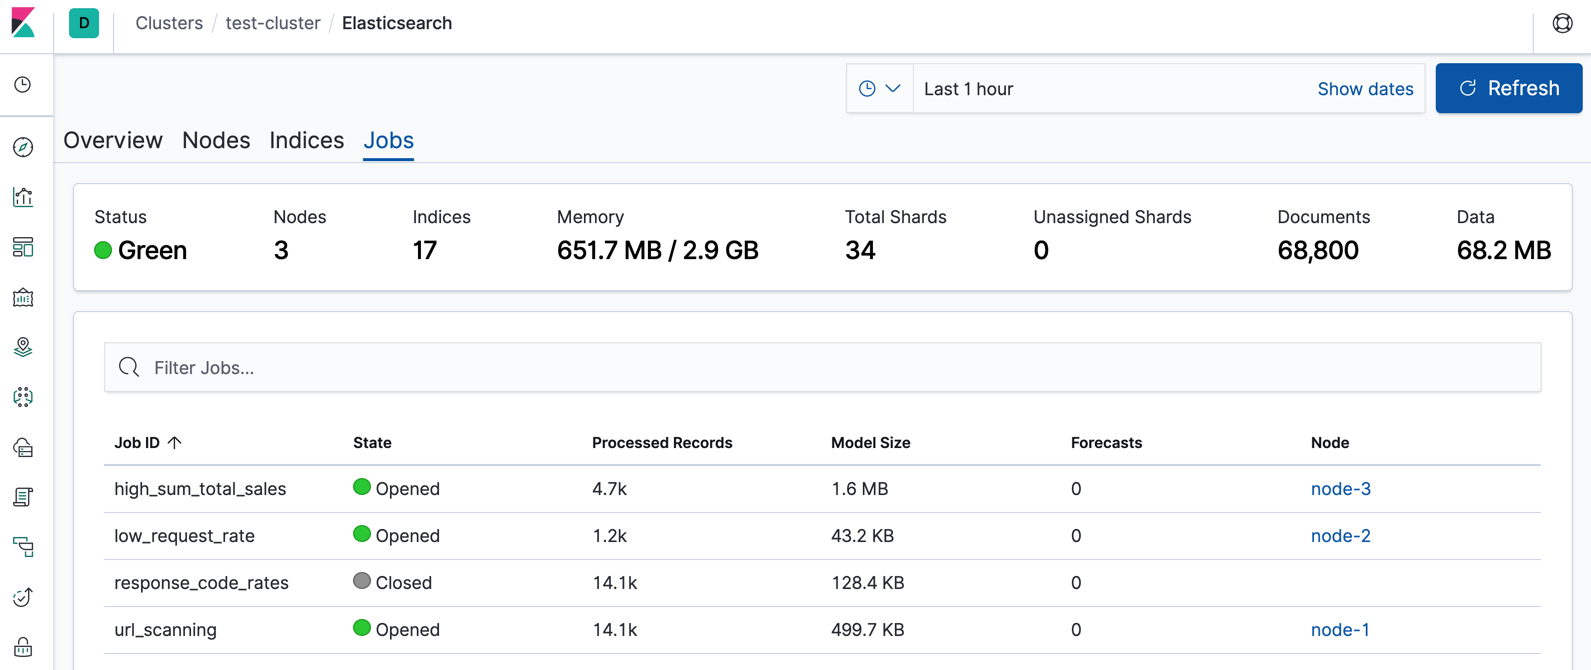 D Clusters / test-cluster / Elasticsearch
Last 1 hour Show dates Refresh
Overview Nodes Indices Jobs
Status Nodes Indices Memory Total Shards Unassigned Shards Documents Data
Green 3 17 651.7 MB / 2.9 GB 34 0 68,800 68.2 MB
Filter Jobs...
Job ID State Processed Records Model Size Forecasts Node
high_sum_total_sales Opened 4.7k 1.6 MB 0 node-3
low_request_rate Opened 1.2k 43.2 KB 0 node-2
response_code_rates Closed 14.1k 128.4 KB 0
url_scanning Opened 14.1k 499.7 KB 0 node-1